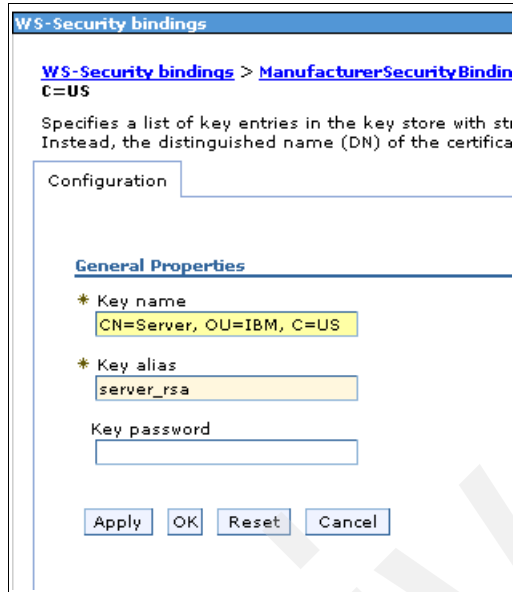 WS-Security bindings
WS-Security bindings > ManufacturerSecurityBindin
C=US
Specifies a list of key entries in the key store with st
Instead, the distinguished name (DN) of the certifica
Configuration
General Properties
* Key name
CN=Server, OU=IBM, C=US
* Key alias
server_rsa
Key password
Apply OK Reset Cancel